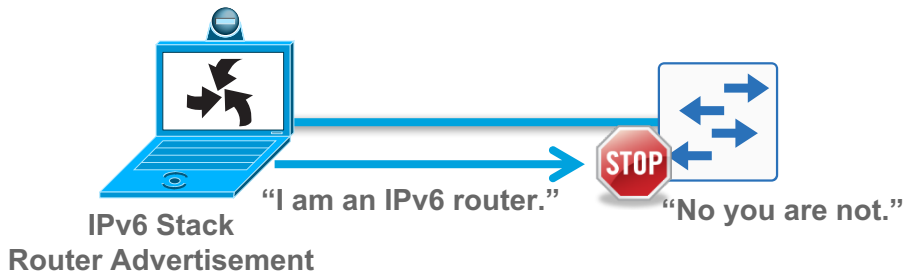 STOP
“I am an IPv6 router.”
“No you are not.”
IPv6 Stack
Router Advertisement